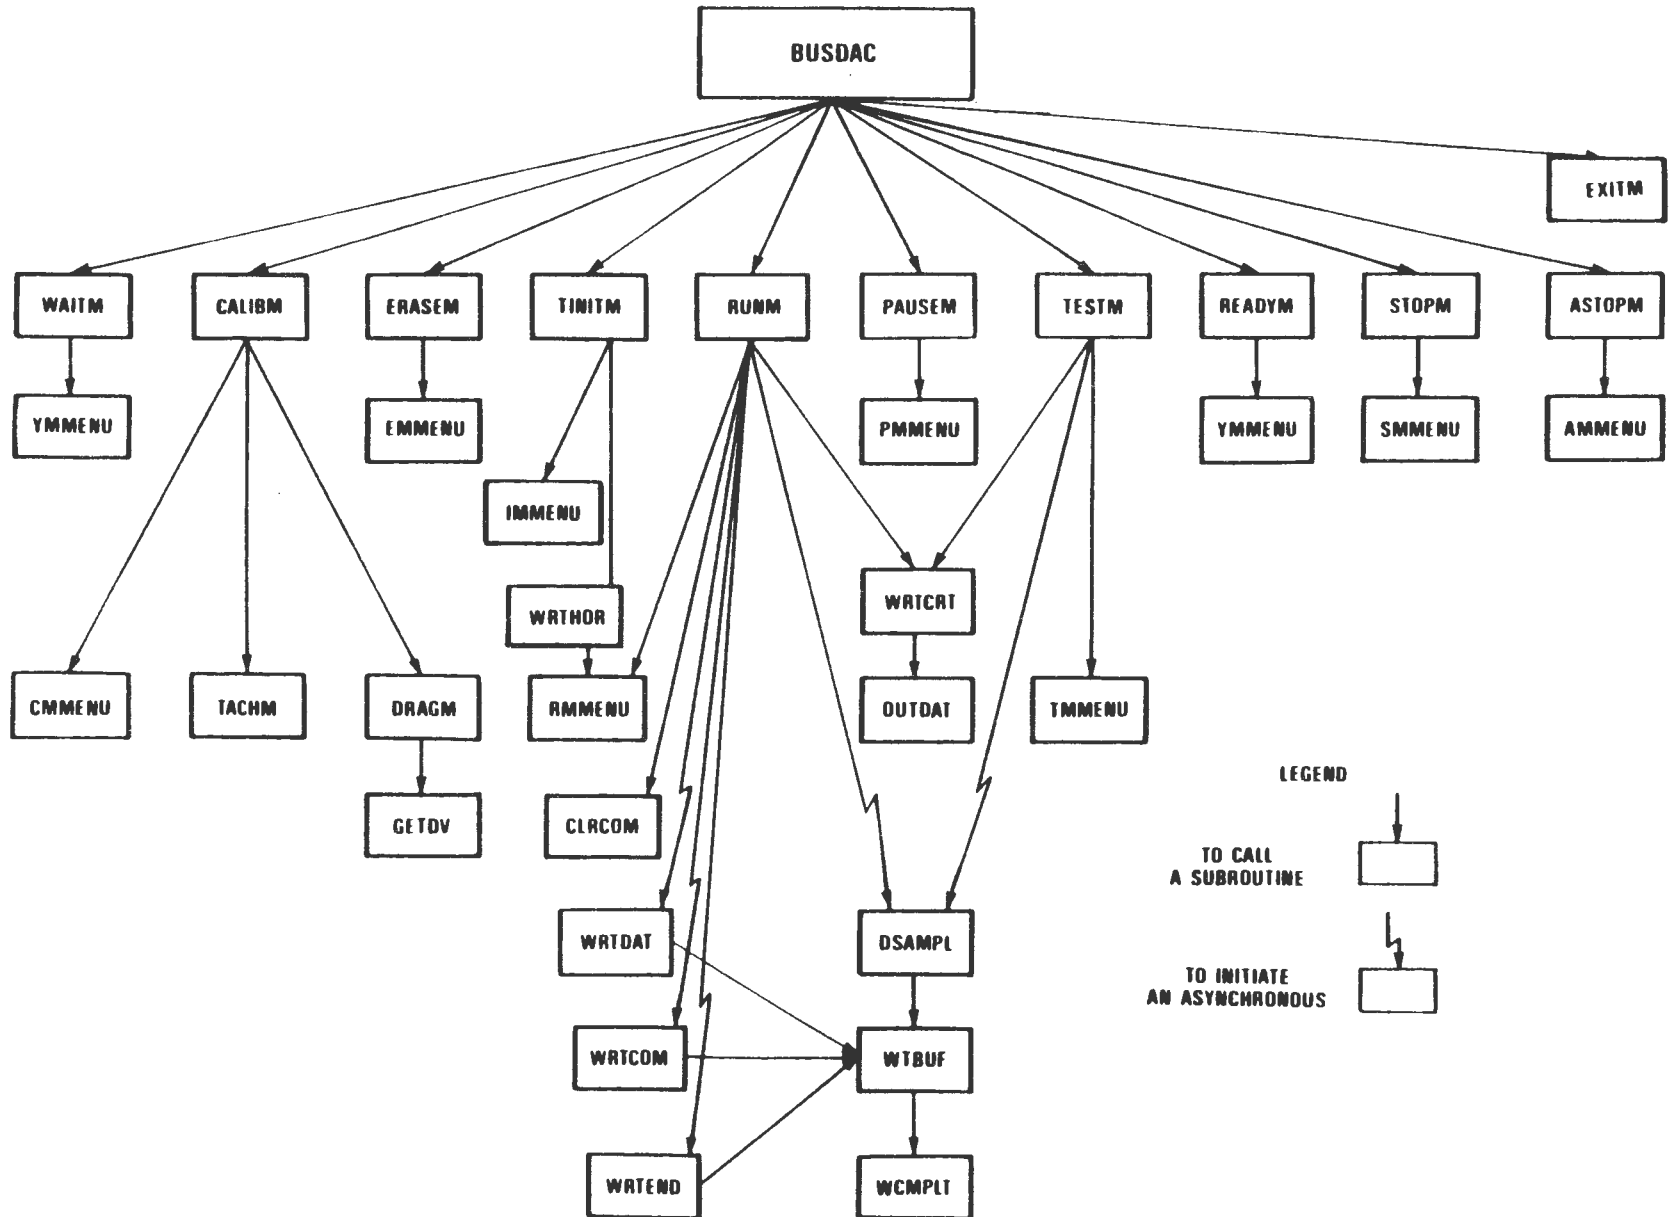 BUSDAC
EXITM
WAITM
CALIBM
ERASEM
TINITM
RUNM
PAUSEM
TESTM
READYM
STOPM
ASTOPM
YMMENU
EMMENU
PMMENU
YMMENU
SMMENU
AMMENU
IMMENU
WRTHDR
WRTCRT
CMMENU
TACHM
DRAGM
RMMENU
OUTDAT
TMMENU
GETDV
CLRCOM
WRTDAT
DSAMPL
WRTCOM
WTBUF
WRTEND
WCMPLT
LEGEND
TO CALL
A SUBROUTINE
TO INITIATE
AN ASYNCHRONOUS